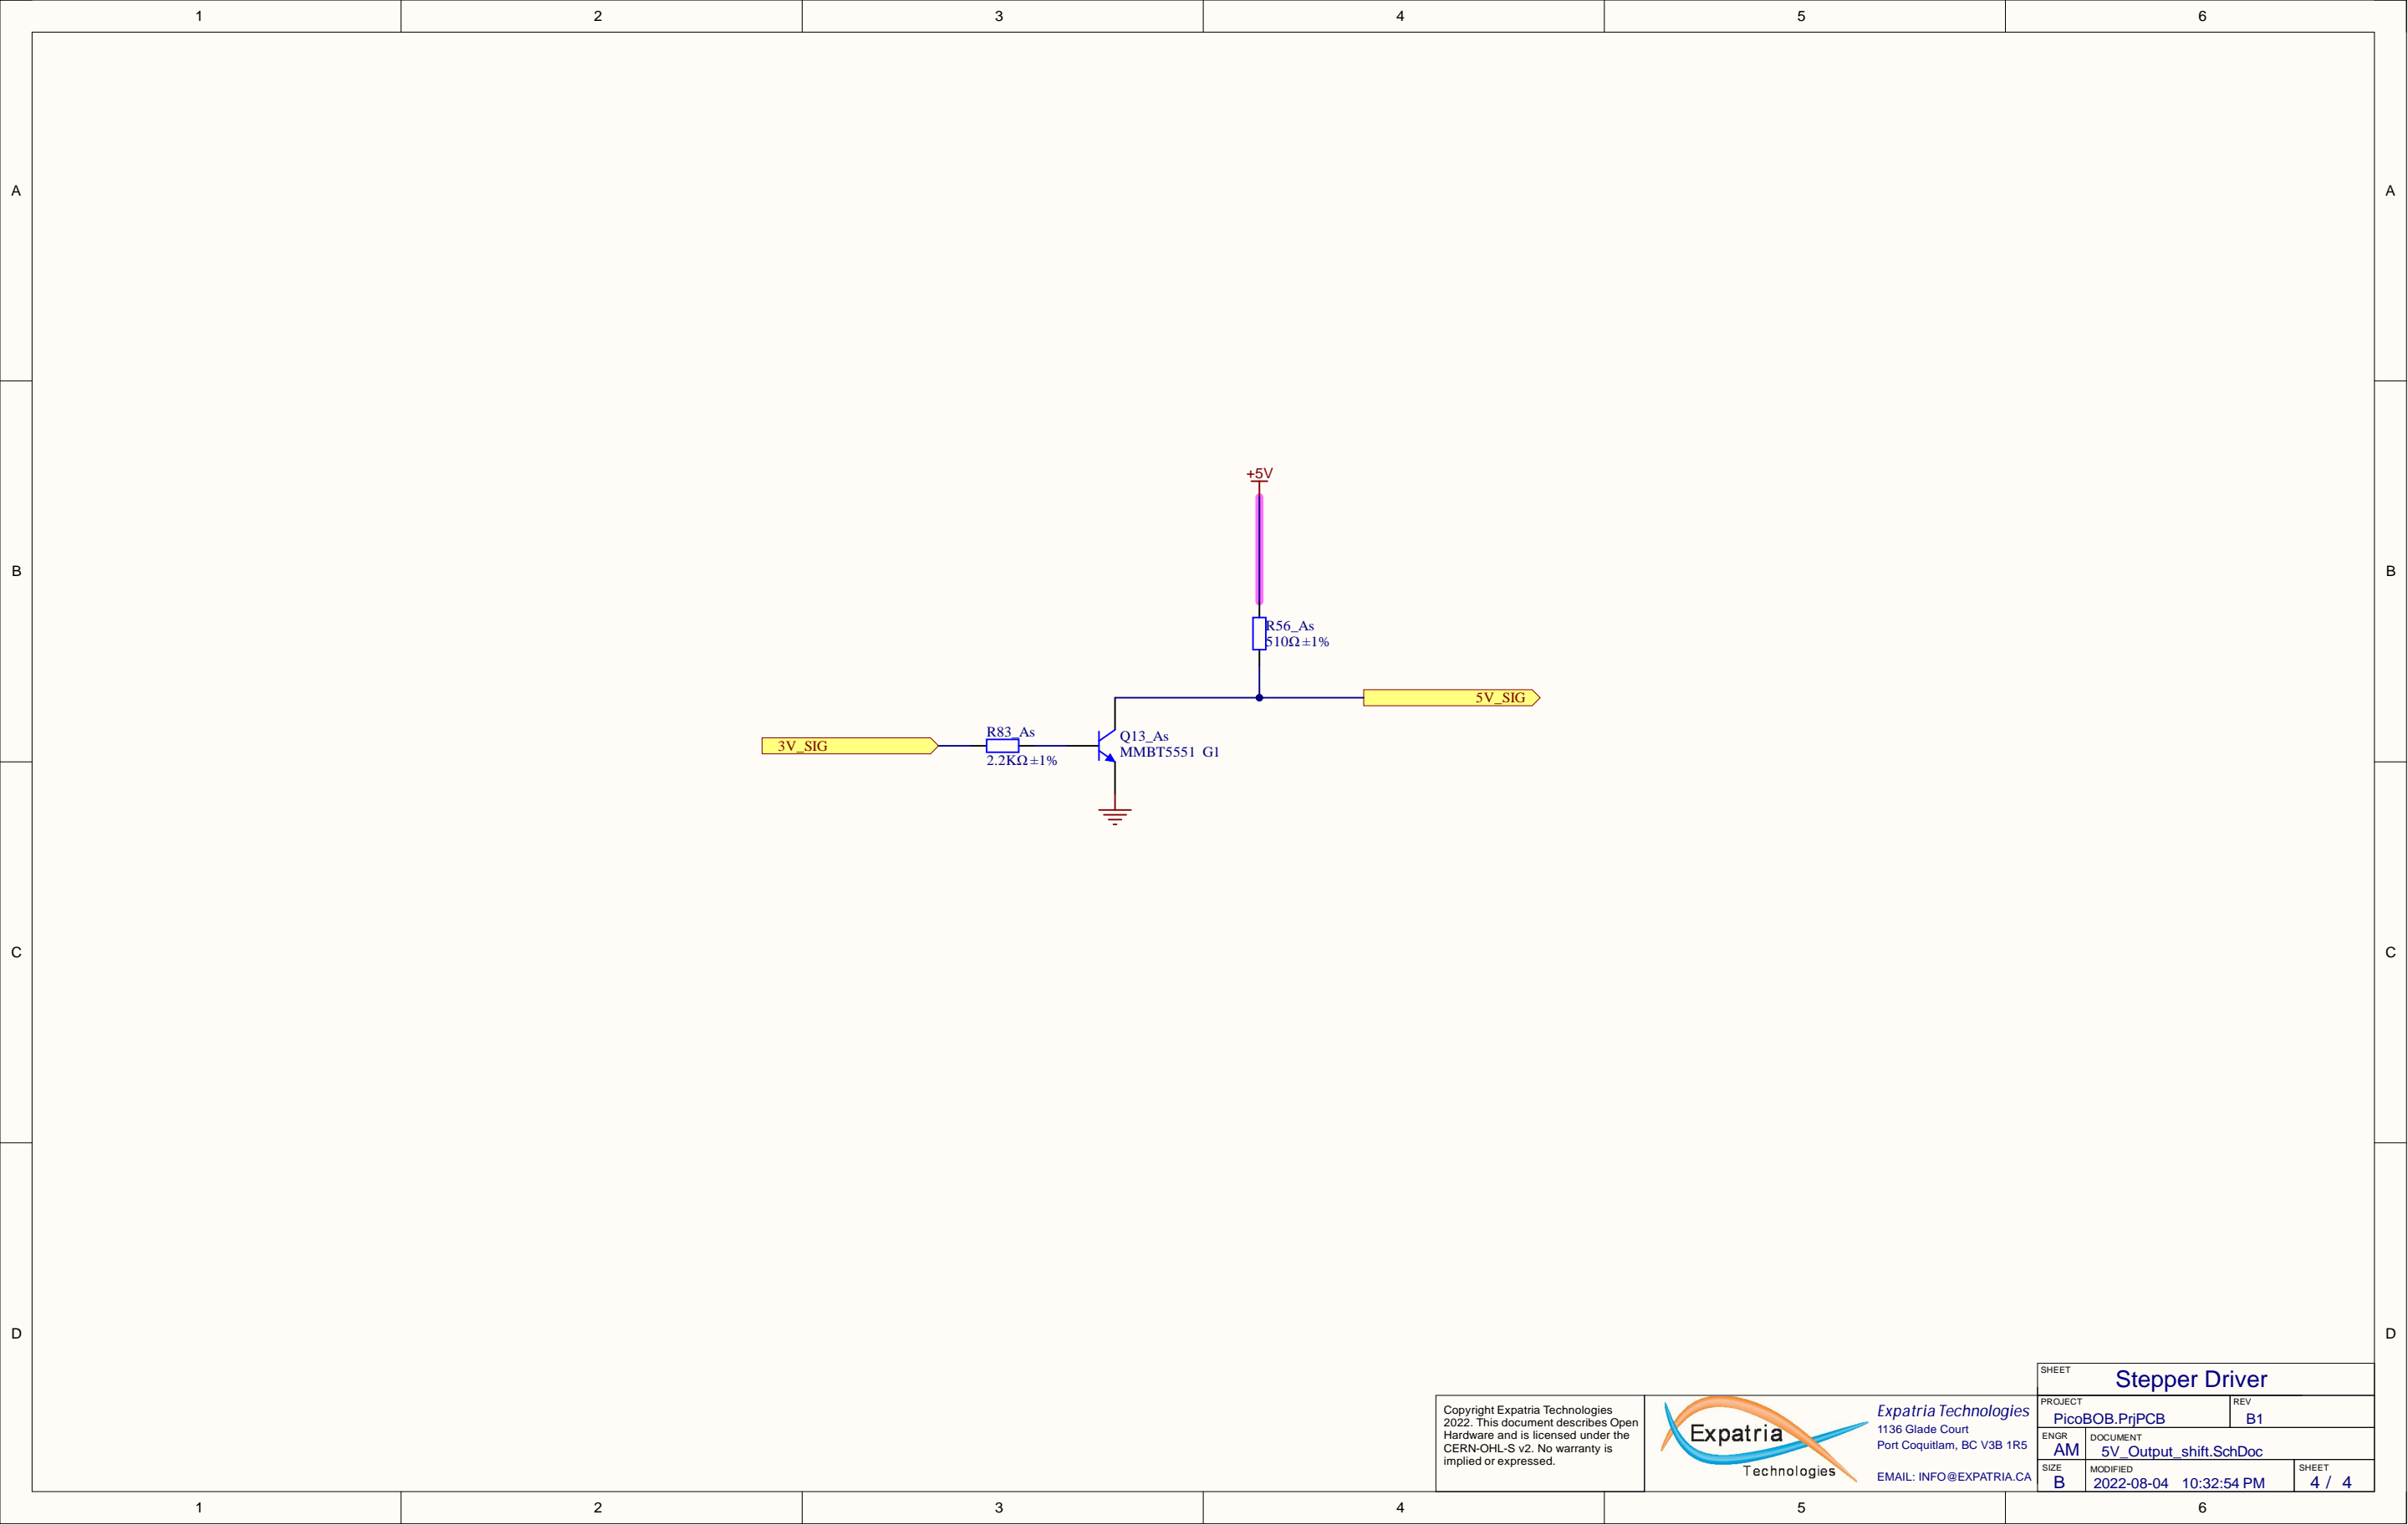 1 2 3 4 5 6
A A
+5V
B B
R56_As
510Ω ±1%
5V_SIG
R83_As
3V_SIG
Q13_As
MMBT5551 G1
2.2KΩ ±1%
C C
D D
SHEET
Stepper Driver
Copyright Expatria Technologies
2022. This document describes Open
Hardware and is licensed under the
CERN-OHL-S v2. No warranty is
implied or expressed.
Expatria
Technologies
Expatria Technologies
1136 Glade Court
Port Coquitlam, BC V3B 1R5
EMAIL: INFO@EXPATRIA.CA
PROJECT
PicoBOB.PrjPCB
REV
B1
ENGR
AM
DOCUMENT
5V_Output_shift.SchDoc
SIZE
B
MODIFIED
2022-08-04 10:32:54 PM
SHEET
4 / 4
1 2 3 4 5 6